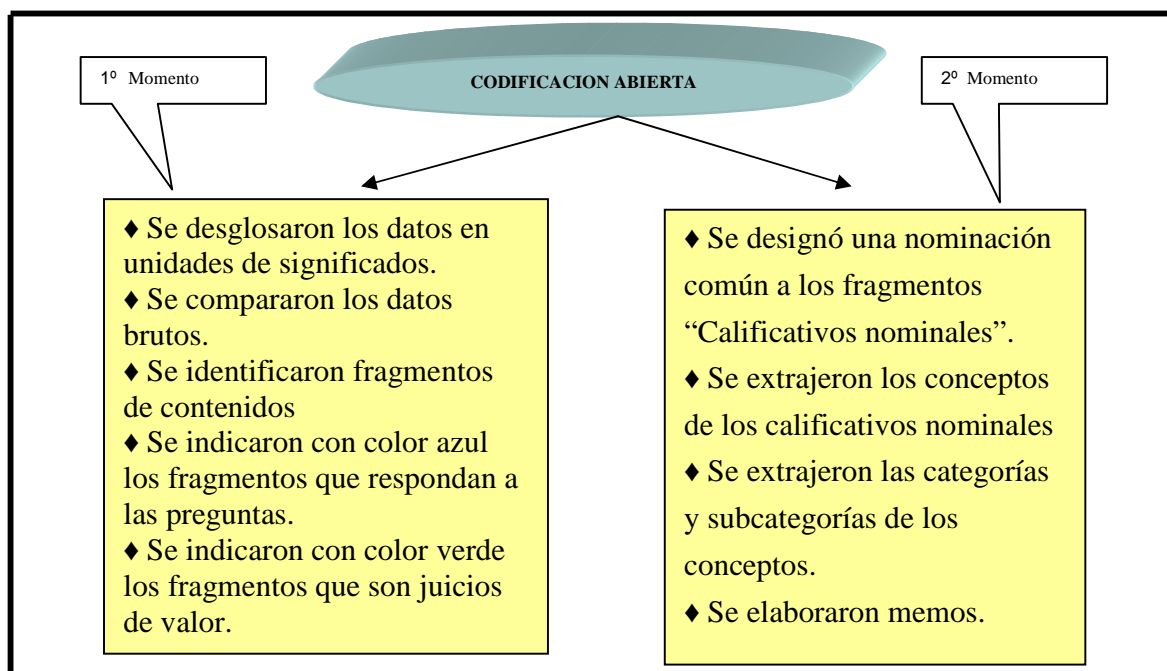 CODIFICACION ABIERTA
1º Momento
♦ Se desglosaron los datos en
unidades de significados.
♦ Se compararon los datos
brutos.
♦ Se identificaron fragmentos
de contenidos
♦ Se indicaron con color azul
los fragmentos que respondan a
las preguntas.
♦ Se indicaron con color verde
los fragmentos que son juicios
de valor.
2º Momento
♦ Se designó una nominación
común a los fragmentos
“Calificativos nominales”.
♦ Se extrajeron los conceptos
de los calificativos nominales
♦ Se extrajeron las categorías
y subcategorías de los
conceptos.
♦ Se elaboraron memos.